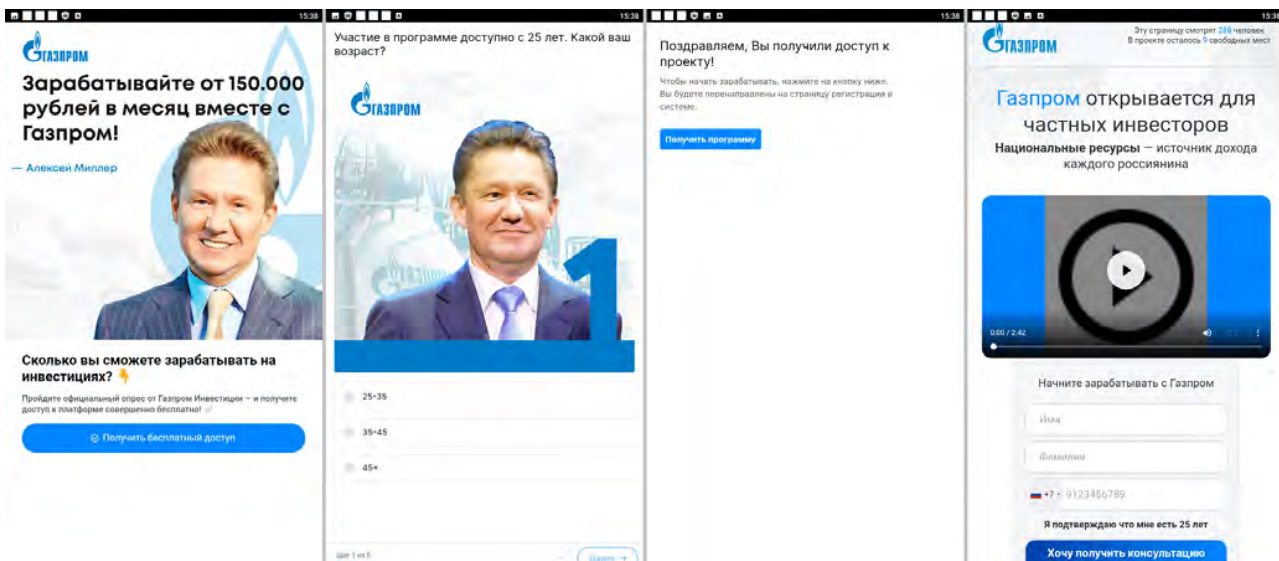 15:38
ГАЗПРОМ
Зарабатывайте от 150.000
рублей в месяц вместе с
Газпром!
— Алексей Миллер
Сколько вы сможете зарабатывать на
инвестициях? 👇
Пройдите официальный опрос от Газпром Инвестиции — и получите
доступ к платформе совершенно бесплатно! ✅
Получить бесплатный доступ
15:38
Участие в программе доступно с 25 лет. Какой ваш
возраст?
ГАЗПРОМ
1
25-35
35-45
45+
Шаг 1 из 5
Далее →
15:38
Поздравляем, Вы получили доступ к
проекту!
Чтобы начать зарабатывать, нажмите на кнопку ниже.
Вы будете перенаправлены на страницу регистрации в
системе.
Получить программу
15:38
ГАЗПРОМ
Эту страницу смотрят 288 человек
В проекте осталось 9 свободных мест
Газпром открывается для
частных инвесторов
Национальные ресурсы — источник дохода
каждого россиянина
0:00 / 2:42
Начните зарабатывать с Газпром
Имя
Фамилия
+7 9123456789
Я подтверждаю что мне есть 25 лет
Хочу получить консультацию